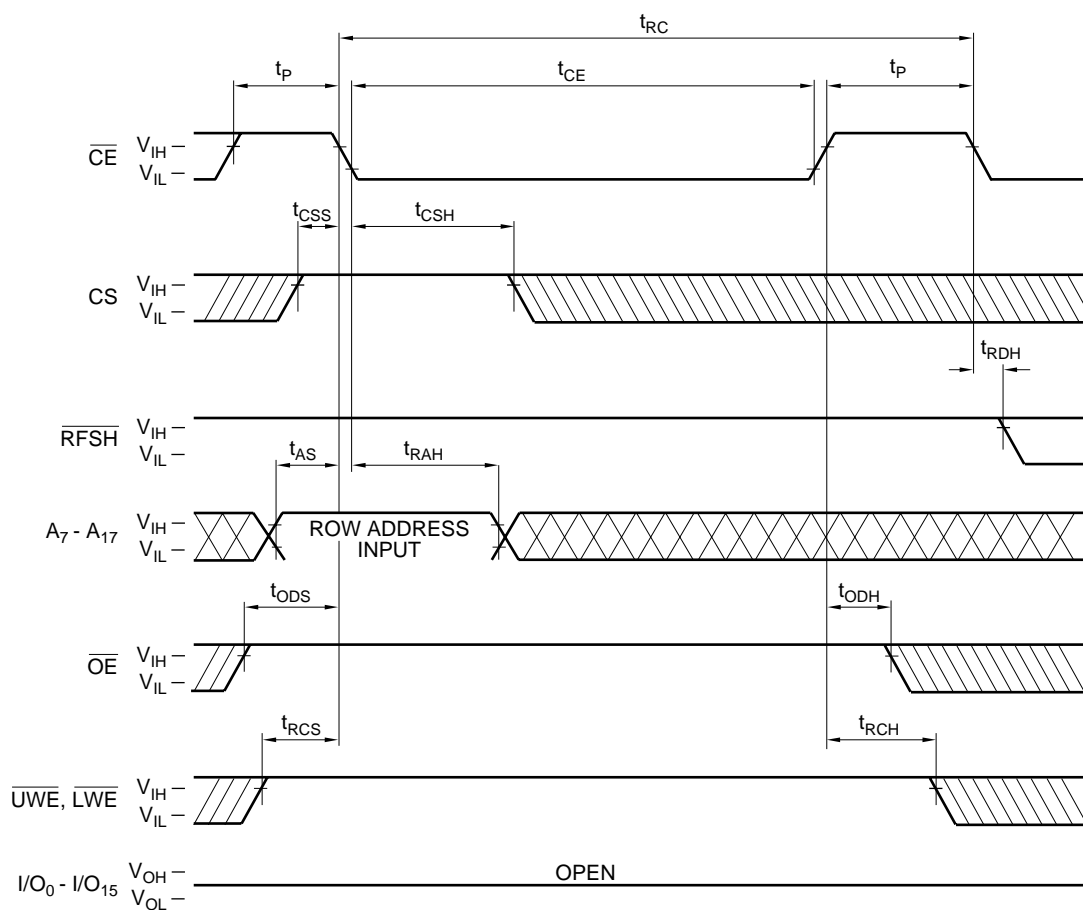 tRC
tP tCE tP
CE VIH
VIL
tCSS tCSH
CS VIH
VIL
tRDH
RFSH VIH
VIL
tAS tRAH
A7 - A17 VIH
VIL
ROW ADDRESS
INPUT
tODS tODH
OE VIH
VIL
tRCS tRCH
UWE, LWE VIH
VIL
I/O0 - I/O15 VOH
VOL
OPEN